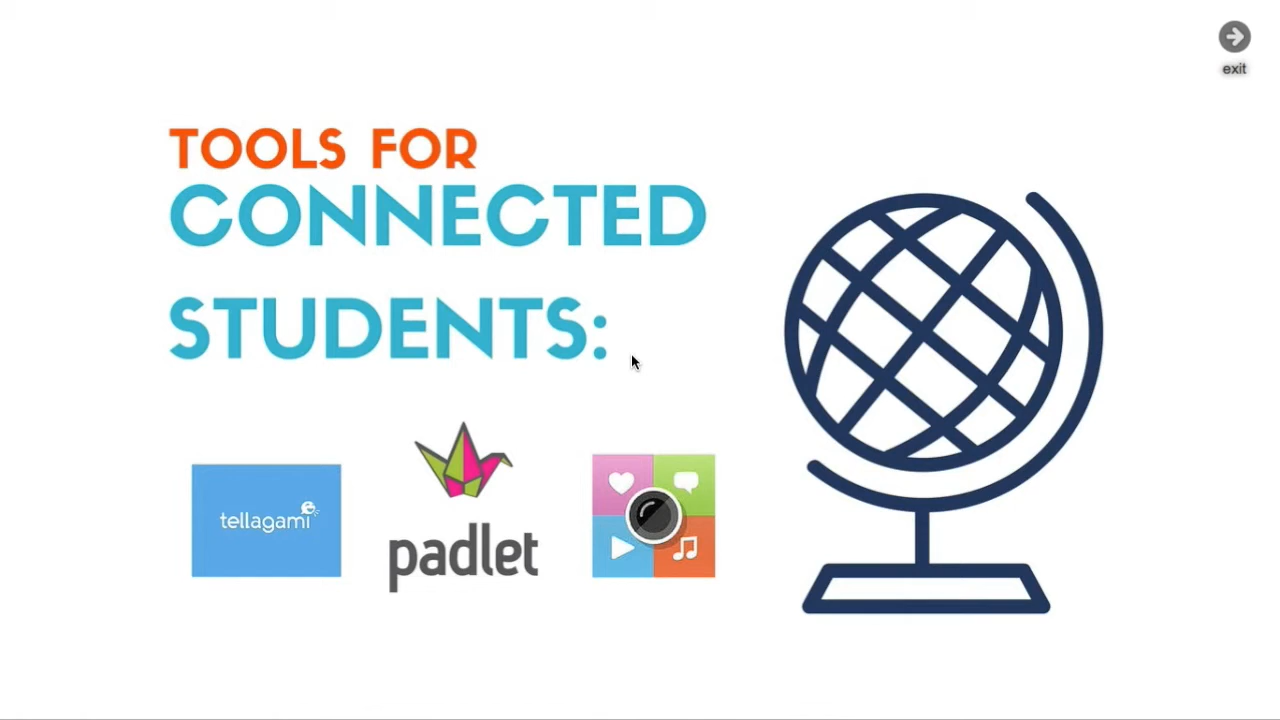 exit
TOOLS FOR
CONNECTED
STUDENTS:
tellagami
padlet